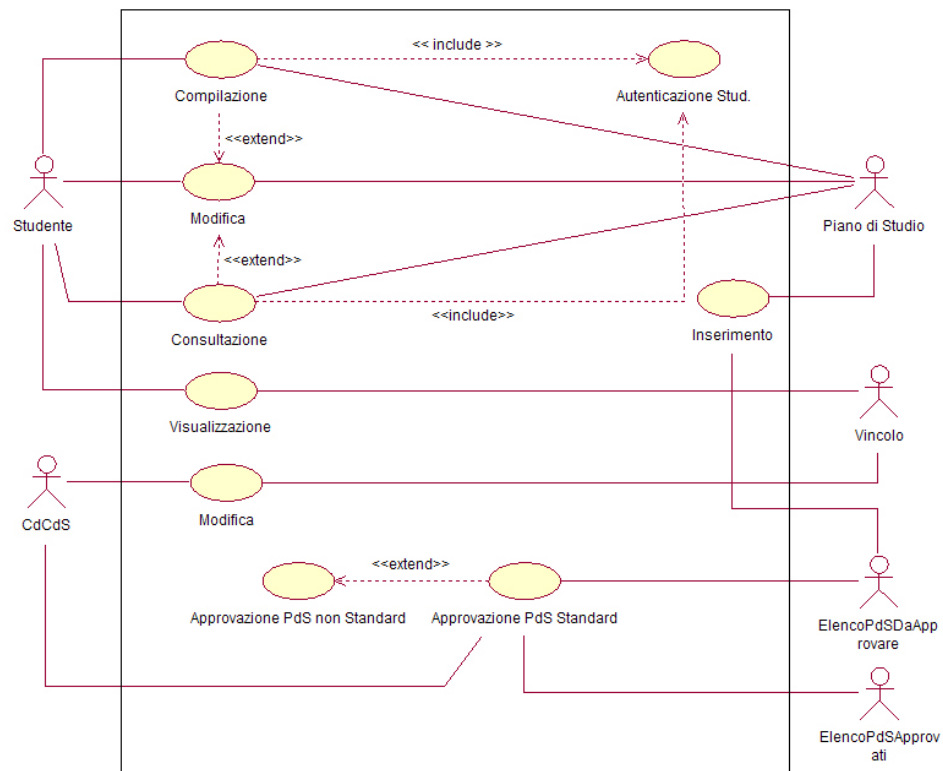 << include >>
Compilazione
Autenticazione Stud.
<<extend>>
Studente
Modifica
Piano di Studio
<<extend>>
Consultazione
<<include>>
Inserimento
Visualizzazione
Vincolo
CdCdS
Modifica
<<extend>>
Approvazione PdS non Standard
Approvazione PdS Standard
ElencoPdSDaApp
rovare
ElencoPdSApprov
ati